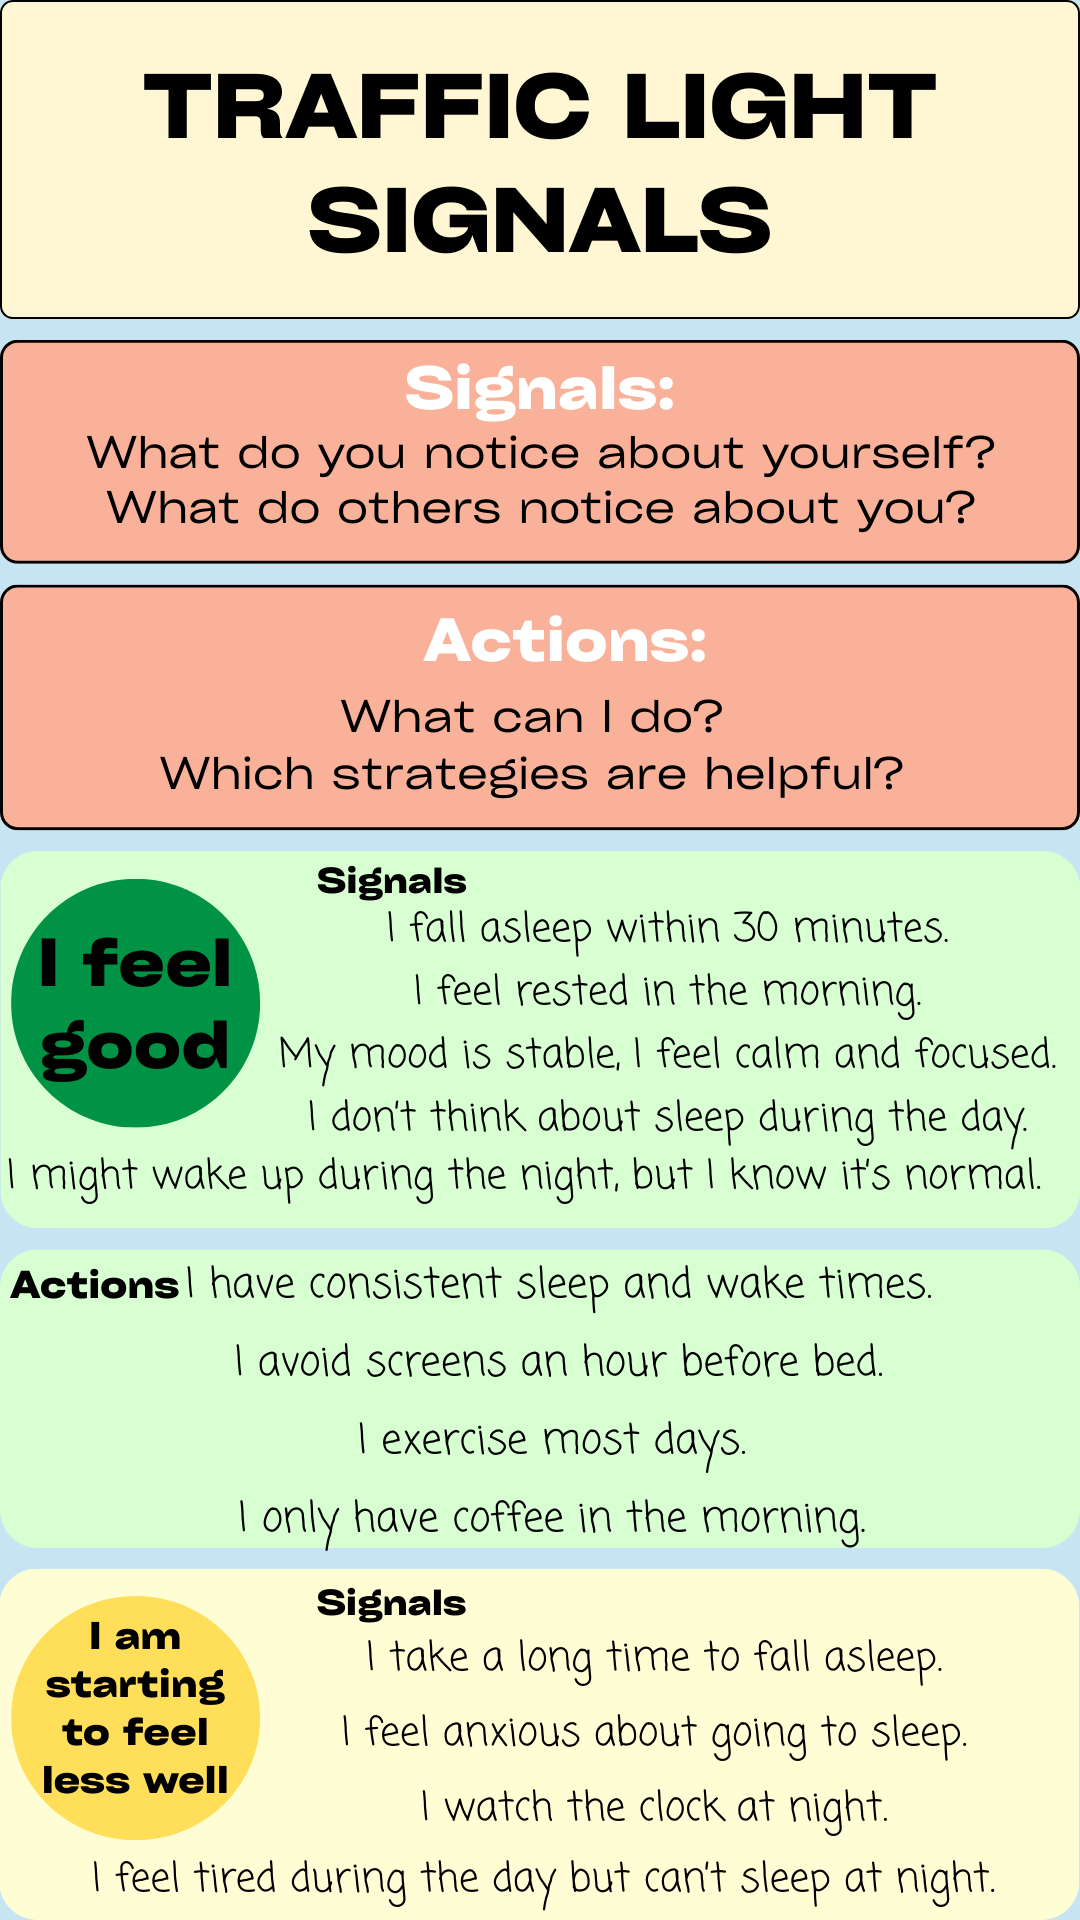 TRAFFIC LIGHT
SIGNALS
Signals:
What do you notice about yourself?
What do others notice about you?
Actions:
What can I do?
Which strategies are helpful?
I feel
good
Signals
I fall asleep within 30 minutes.
I feel rested in the morning.
My mood is stable, I feel calm and focused.
I don't think about sleep during the day.
I might wake up during the night, but I know it's normal.
Actions I have consistent sleep and wake times.
I avoid screens an hour before bed.
I exercise most days.
I only have coffee in the morning.
I am
starting
to feel
less well
Signals
I take a long time to fall asleep.
I feel anxious about going to sleep.
I watch the clock at night.
I feel tired during the day but can't sleep at night.